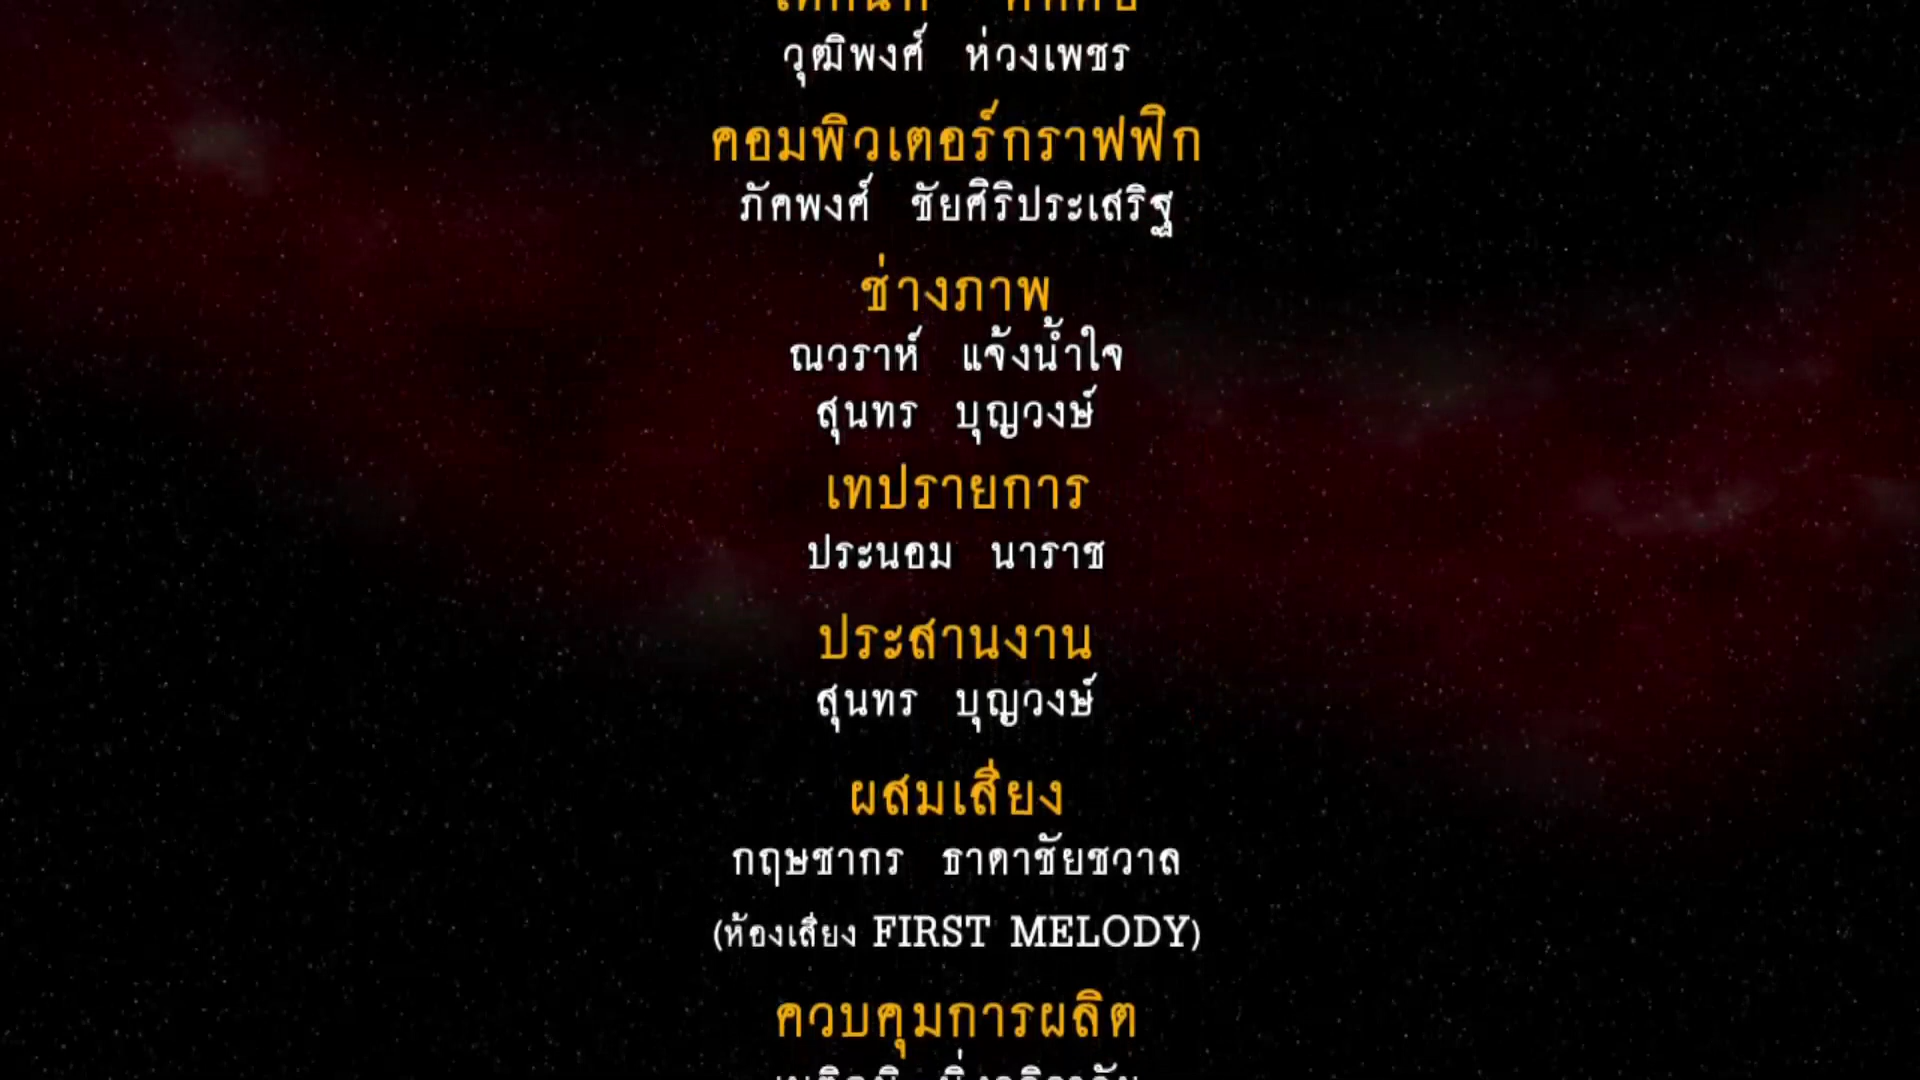 วุฒิพงศ์ ห่วงเพชร
คอมพิวเตอร์กราฟฟิก
ภัคพงศ์ ชัยศิริประเสริฐ
ช่างภาพ
ณวราห์ แจ้งน้ำใจ
สุนทร บุญวงษ์
เทปรายการ
ประนอม นาราช
ประสานงาน
สุนทร บุญวงษ์
ผสมเสียง
กฤษชากร ธาดาชัยชวาล
(ห้องเสียง FIRST MELODY)
ควบคุมการผลิต